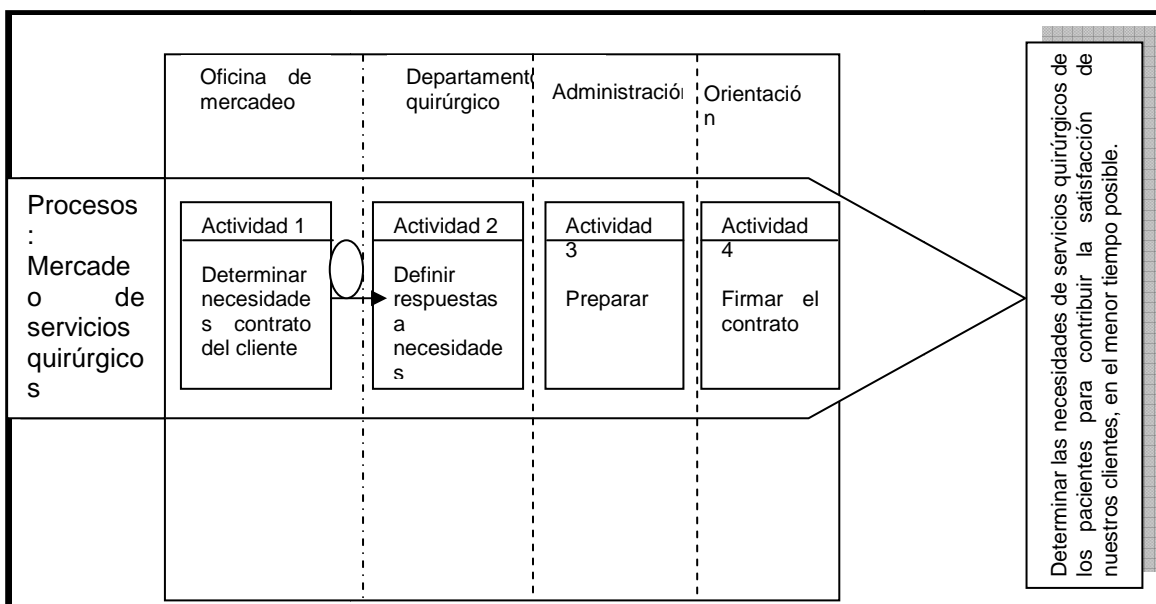 Oficina de
mercadeo
Departament
quirúrgico
Administració
Orientació
n
Procesos
:
Mercade
o de
servicios
quirúrgico
s
Actividad 1
Determinar
necesidade
s contrato
del cliente
Actividad 2
Definir
respuestas
a
necesidade
s
Actividad
3
Preparar
Actividad
4
Firmar el
contrato
Determinar las necesidades de servicios quirúrgicos de
los pacientes para contribuir la satisfacción de
nuestros clientes, en el menor tiempo posible.